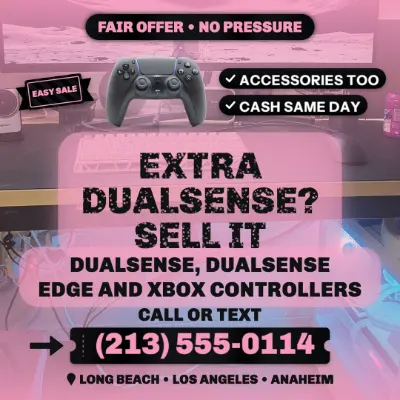 FAIR OFFER • NO PRESSURE
EASY SALE
✓ ACCESSORIES TOO
✓ CASH SAME DAY
EXTRA
DUALSENSE?
SELL IT
DUALSENSE, DUALSENSE
EDGE AND XBOX CONTROLLERS
CALL OR TEXT
(213) 555-0114
LONG BEACH • LOS ANGELES • ANAHEIM